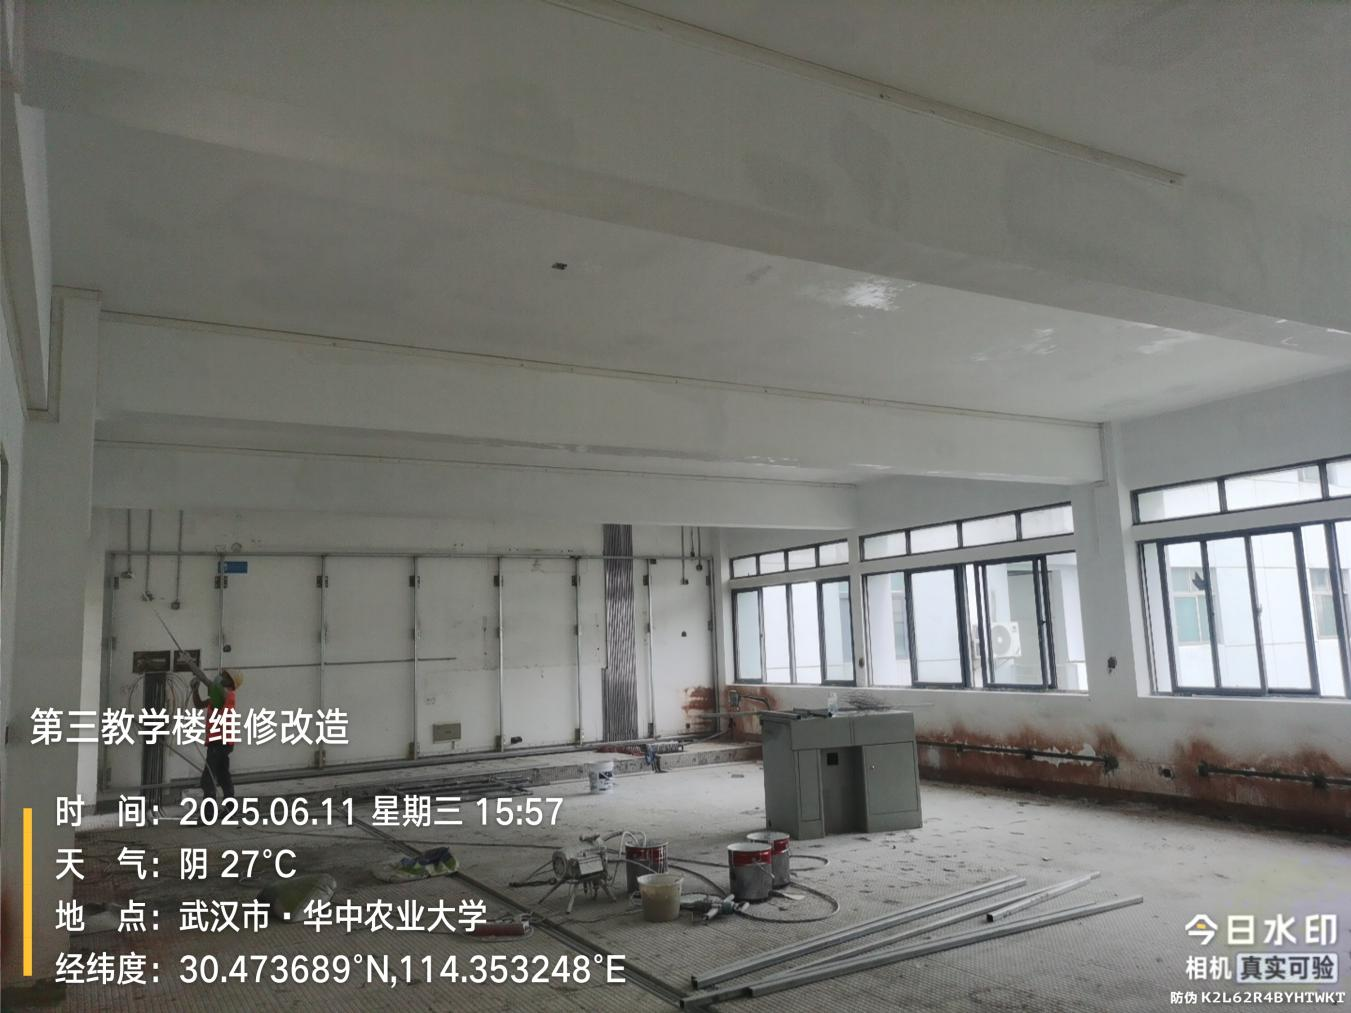 第三教学楼维修改造
时 间：2025.06.11 星期三 15:57
天 气：阴 27°C
地 点：武汉市·华中农业大学
经纬度：30.473689°N,114.353248°E
今日水印
相机 真实可验
防伪 K2L62R4BYHTWKT